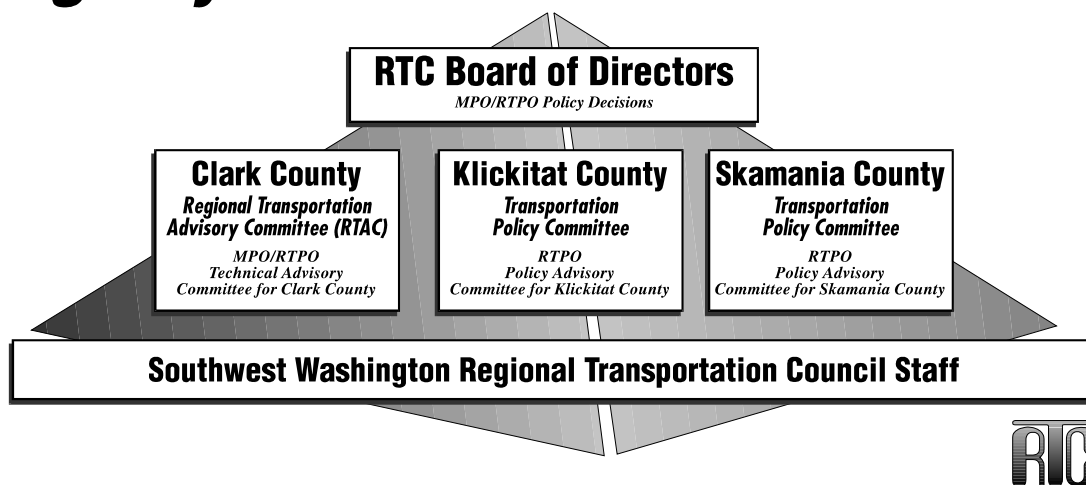 RTC Board of Directors
MPO/RTPO Policy Decisions
Clark County
Regional Transportation
Advisory Committee (RTAC)
MPO/RTPO
Technical Advisory
Committee for Clark County
Klickitat County
Transportation
Policy Committee
RTPO
Policy Advisory
Committee for Klickitat County
Skamania County
Transportation
Policy Committee
RTPO
Policy Advisory
Committee for Skamania County
Southwest Washington Regional Transportation Council Staff
RTC